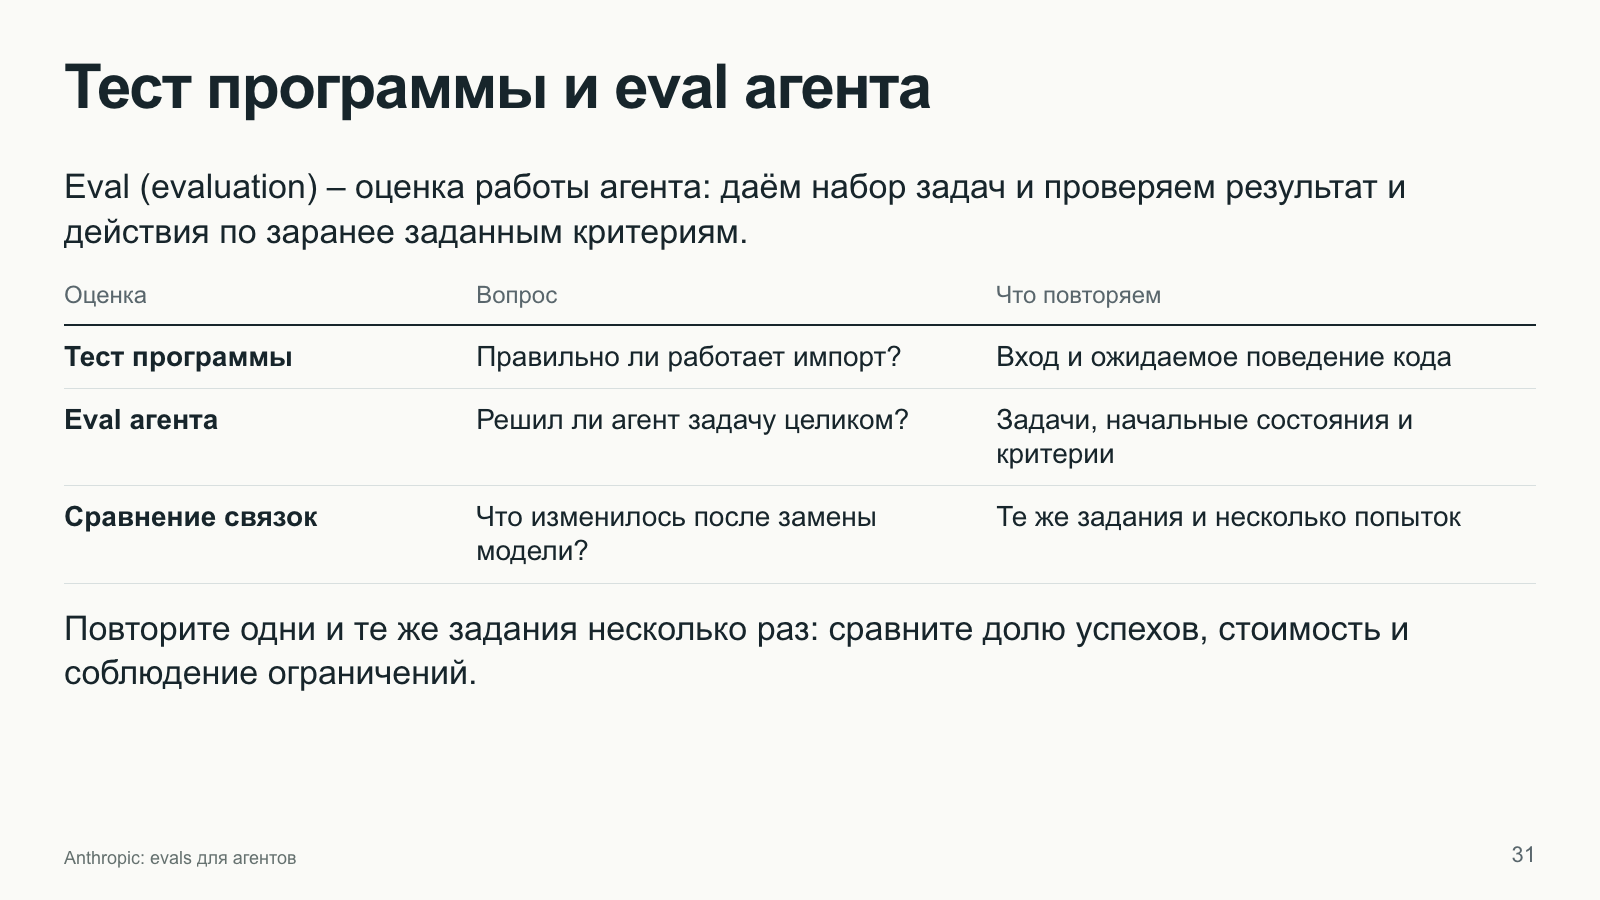 Тест программы и eval агента
Eval (evaluation) – оценка работы агента: даём набор задач и проверяем результат и
действия по заранее заданным критериям.
Оценка Вопрос Что повторяем
Тест программы Правильно ли работает импорт? Вход и ожидаемое поведение кода
Eval агента Решил ли агент задачу целиком? Задачи, начальные состояния и
критерии
Сравнение связок Что изменилось после замены Те же задания и несколько попыток
модели?
Повторите одни и те же задания несколько раз: сравните долю успехов, стоимость и
соблюдение ограничений.
Anthropic: evals для агентов
31